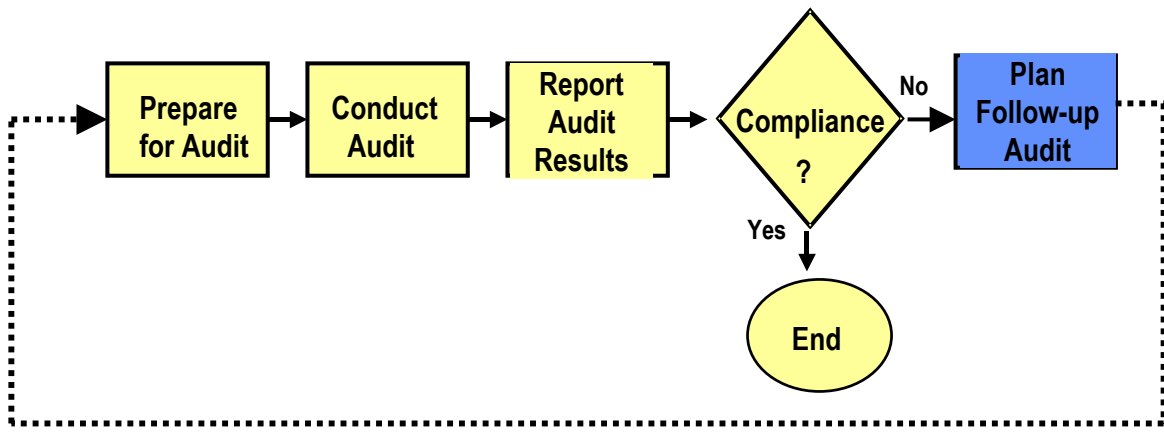 Prepare
for Audit
Conduct
Audit
Report
Audit
Results
Compliance
?
No
Plan
Follow-up
Audit
Yes
End